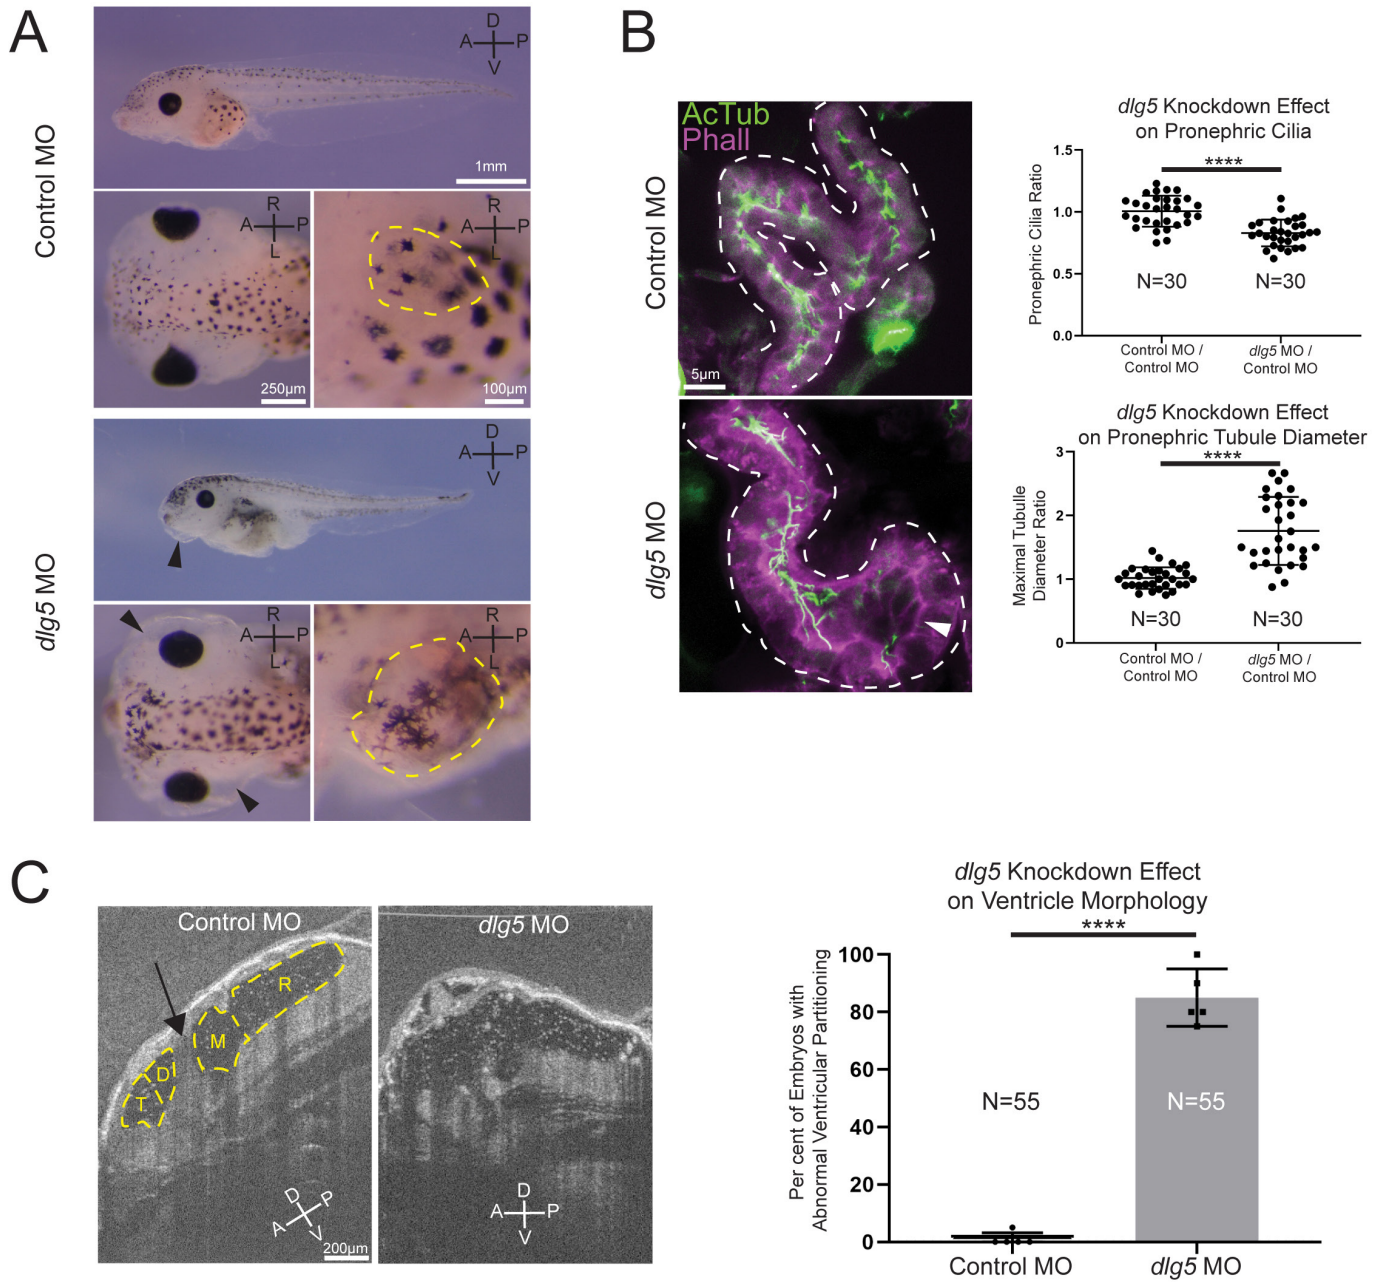 A
Control MO
D
A P
V
1mm
R
A P
L
250µm
R
A P
L
100µm
dlg5 MO
D
A P
V
R
A P
L
R
A P
L
B
Control MO
AcTub
Phall
5µm
dlg5 MO
dlg5 Knockdown Effect
on Pronephric Cilia
****
Pronephric Cilia Ratio
1.5
1.0
0.5
0.0
N=30
N=30
Control MO /
Control MO
dlg5 MO /
Control MO
dlg5 Knockdown Effect
on Pronephric Tubule Diameter
****
Maximal Tubulle
Diameter Ratio
3
2
1
0
N=30
N=30
Control MO /
Control MO
dlg5 MO /
Control MO
C
Control MO
R
M
D
T
D
A P
V
200µm
dlg5 MO
D
A P
V
dlg5 Knockdown Effect
on Ventricle Morphology
****
Per cent of Embryos with
Abnormal Ventricular Partitioning
100
80
60
40
20
0
N=55
N=55
Control MO
dlg5 MO